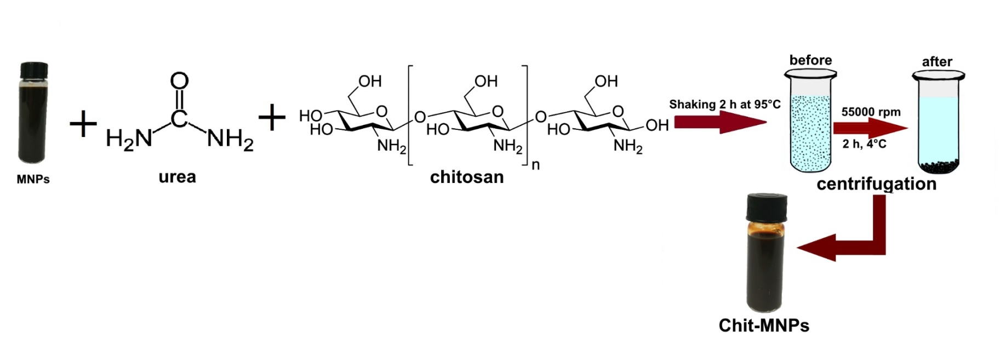 MNPs
+
O
C
H₂N
NH₂
urea
+
OH
O
HO
HO
NH₂
O
OH
O
HO
NH₂
n
chitosan
O
OH
O
HO
OH
NH₂
Shaking 2 h at 95°C
before
after
55000 rpm
2 h, 4°C
centrifugation
Chit-MNPs